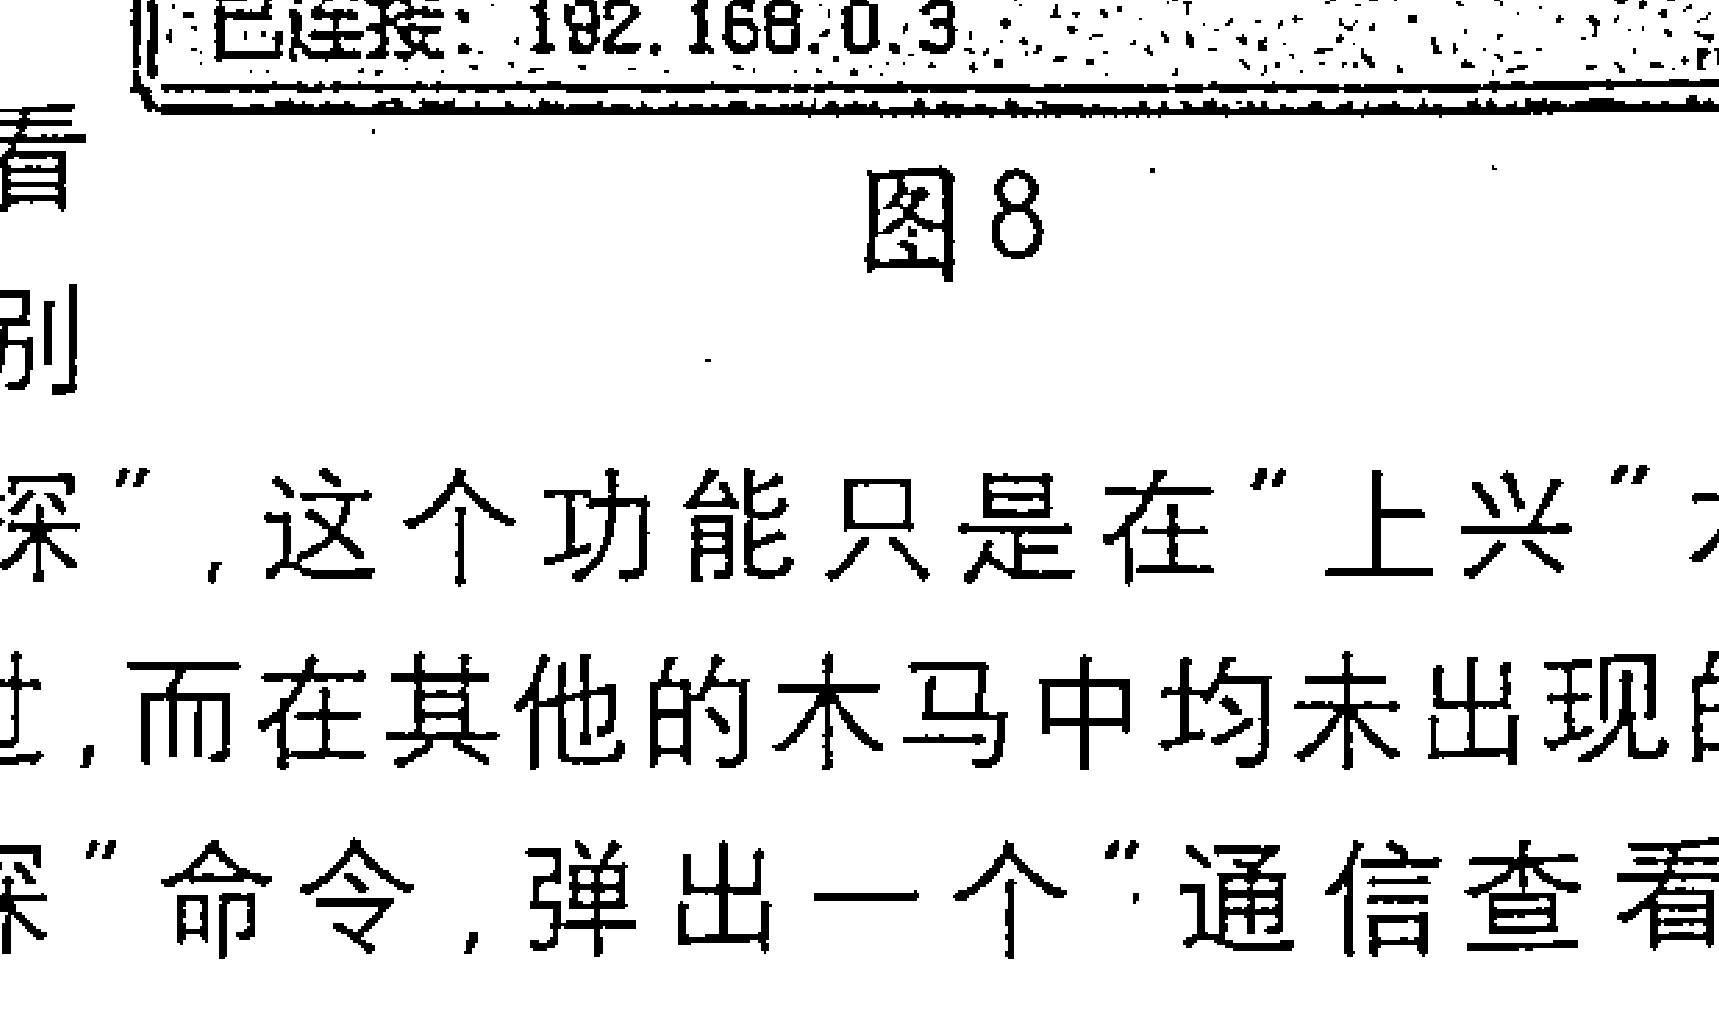 已连接: 192.168.0.3
看
图8
别
深”,这个功能只是在“上兴”
过,而在其他的木马中均未出现的
深”命令,弹出一个“通信查看